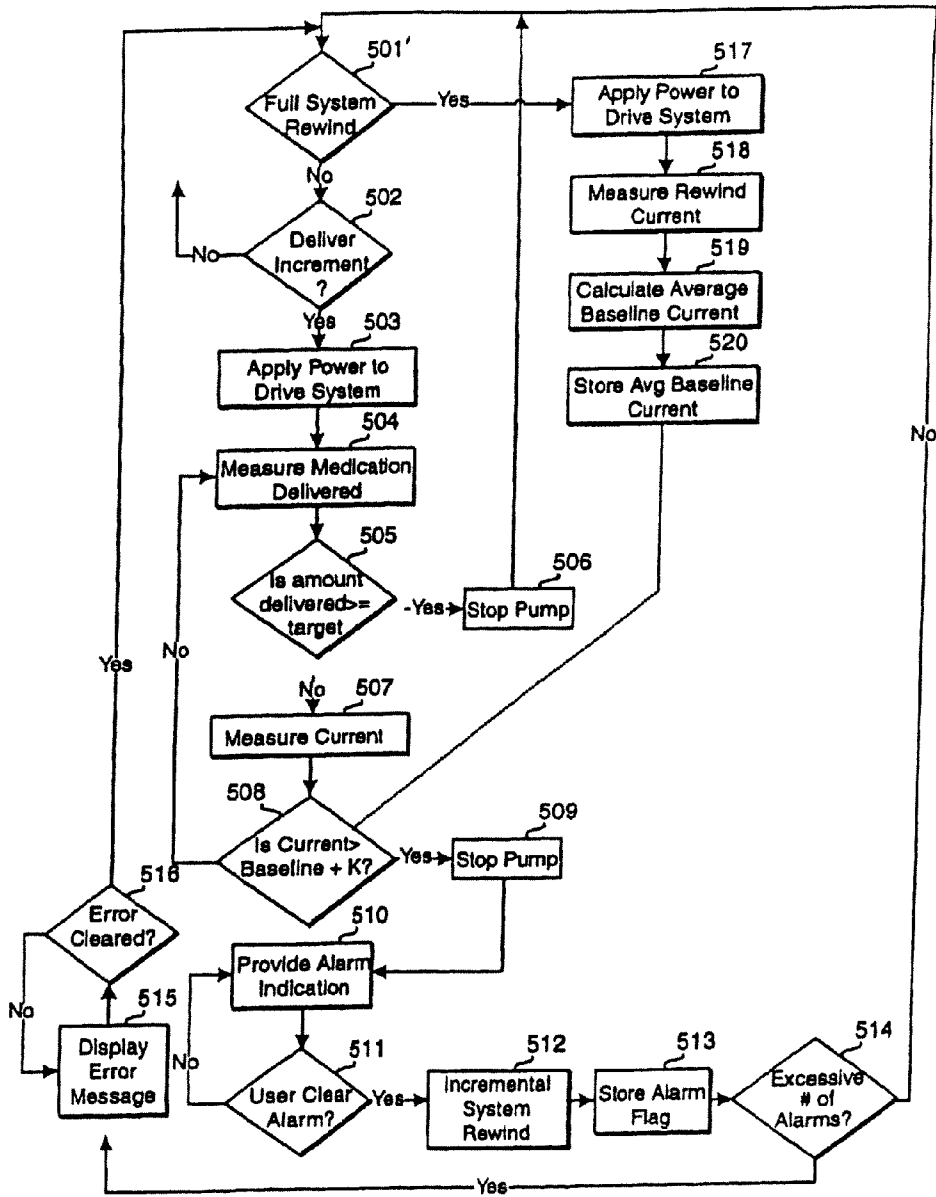 501'
Full System
Rewind
Yes
No
517
Apply Power to
Drive System
518
Measure Rewind
Current
519
Calculate Average
Baseline Current
520
Store Avg Baseline
Current
502
Deliver
Increment
?
No
Yes
503
Apply Power to
Drive System
504
Measure Medication
Delivered
505
Is amount
delivered>=
target
-Yes
506
Stop Pump
No
507
Measure Current
508
Is Current>
Baseline + K?
No
Yes
509
Stop Pump
510
Provide Alarm
Indication
511
User Clear
Alarm?
No
Yes
512
Incremental
System
Rewind
513
Store Alarm
Flag
514
Excessive
# of
Alarms?
No
Yes
515
Display
Error
Message
516
Error
Cleared?
No
Yes